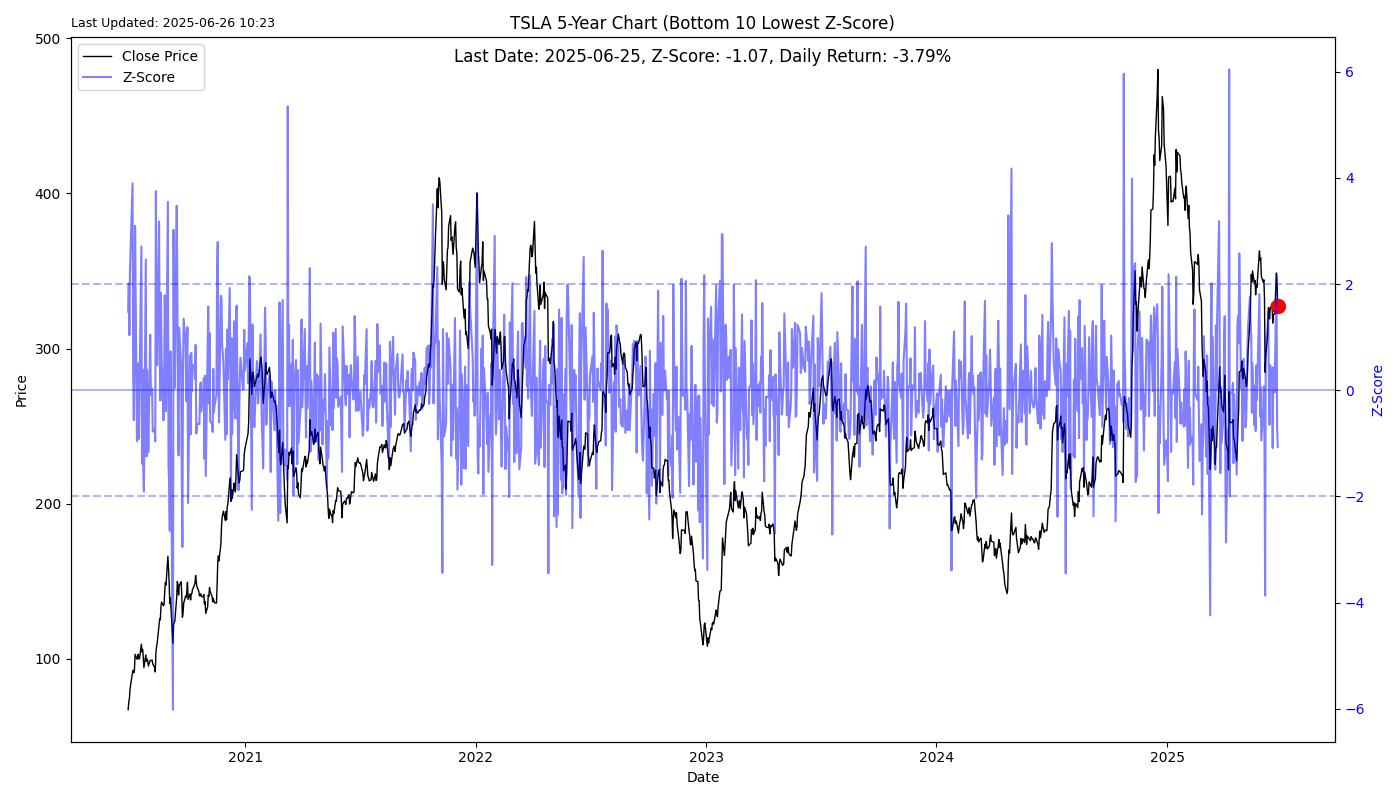 Last Updated: 2025-06-26 10:23
TSLA 5-Year Chart (Bottom 10 Lowest Z-Score)
Last Date: 2025-06-25, Z-Score: -1.07, Daily Return: -3.79%
Close Price
Z-Score
Price
500
400
300
200
100
6
4
2
0
−2
−4
−6
Z-Score
2021
2022
2023
2024
2025
Date